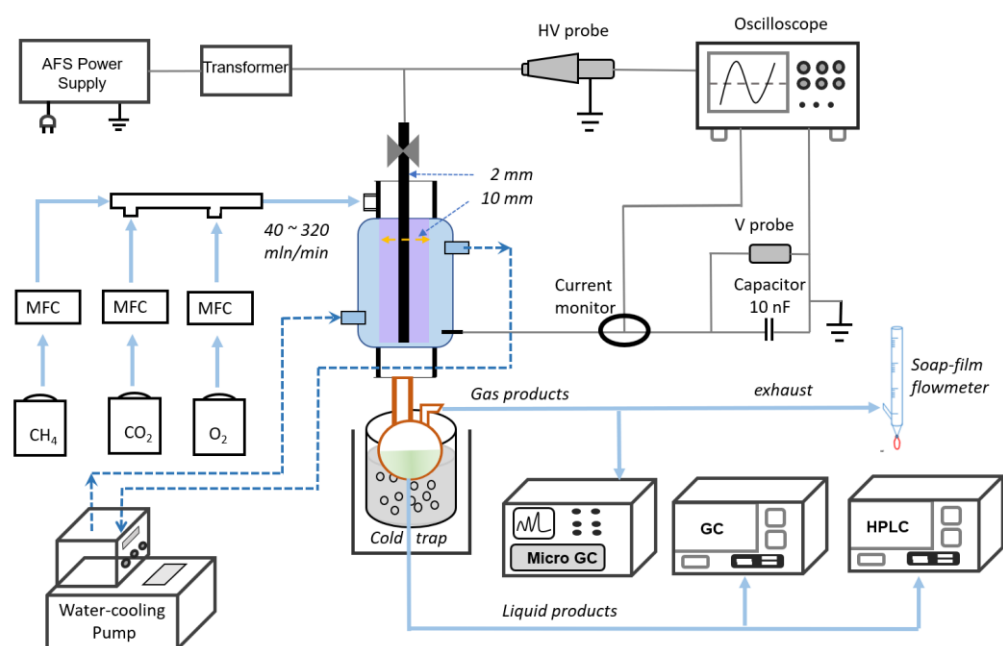 HV probe
Oscilloscope
AFS Power
Supply
Transformer
2 mm
10 mm
40 ~ 320
mln/min
V probe
Current
monitor
Capacitor
10 nF
MFC
MFC
MFC
CH4
CO2
O2
Gas products
exhaust
Soap-film
flowmeter
Cold trap
Micro GC
GC
HPLC
Water-cooling
Pump
Liquid products